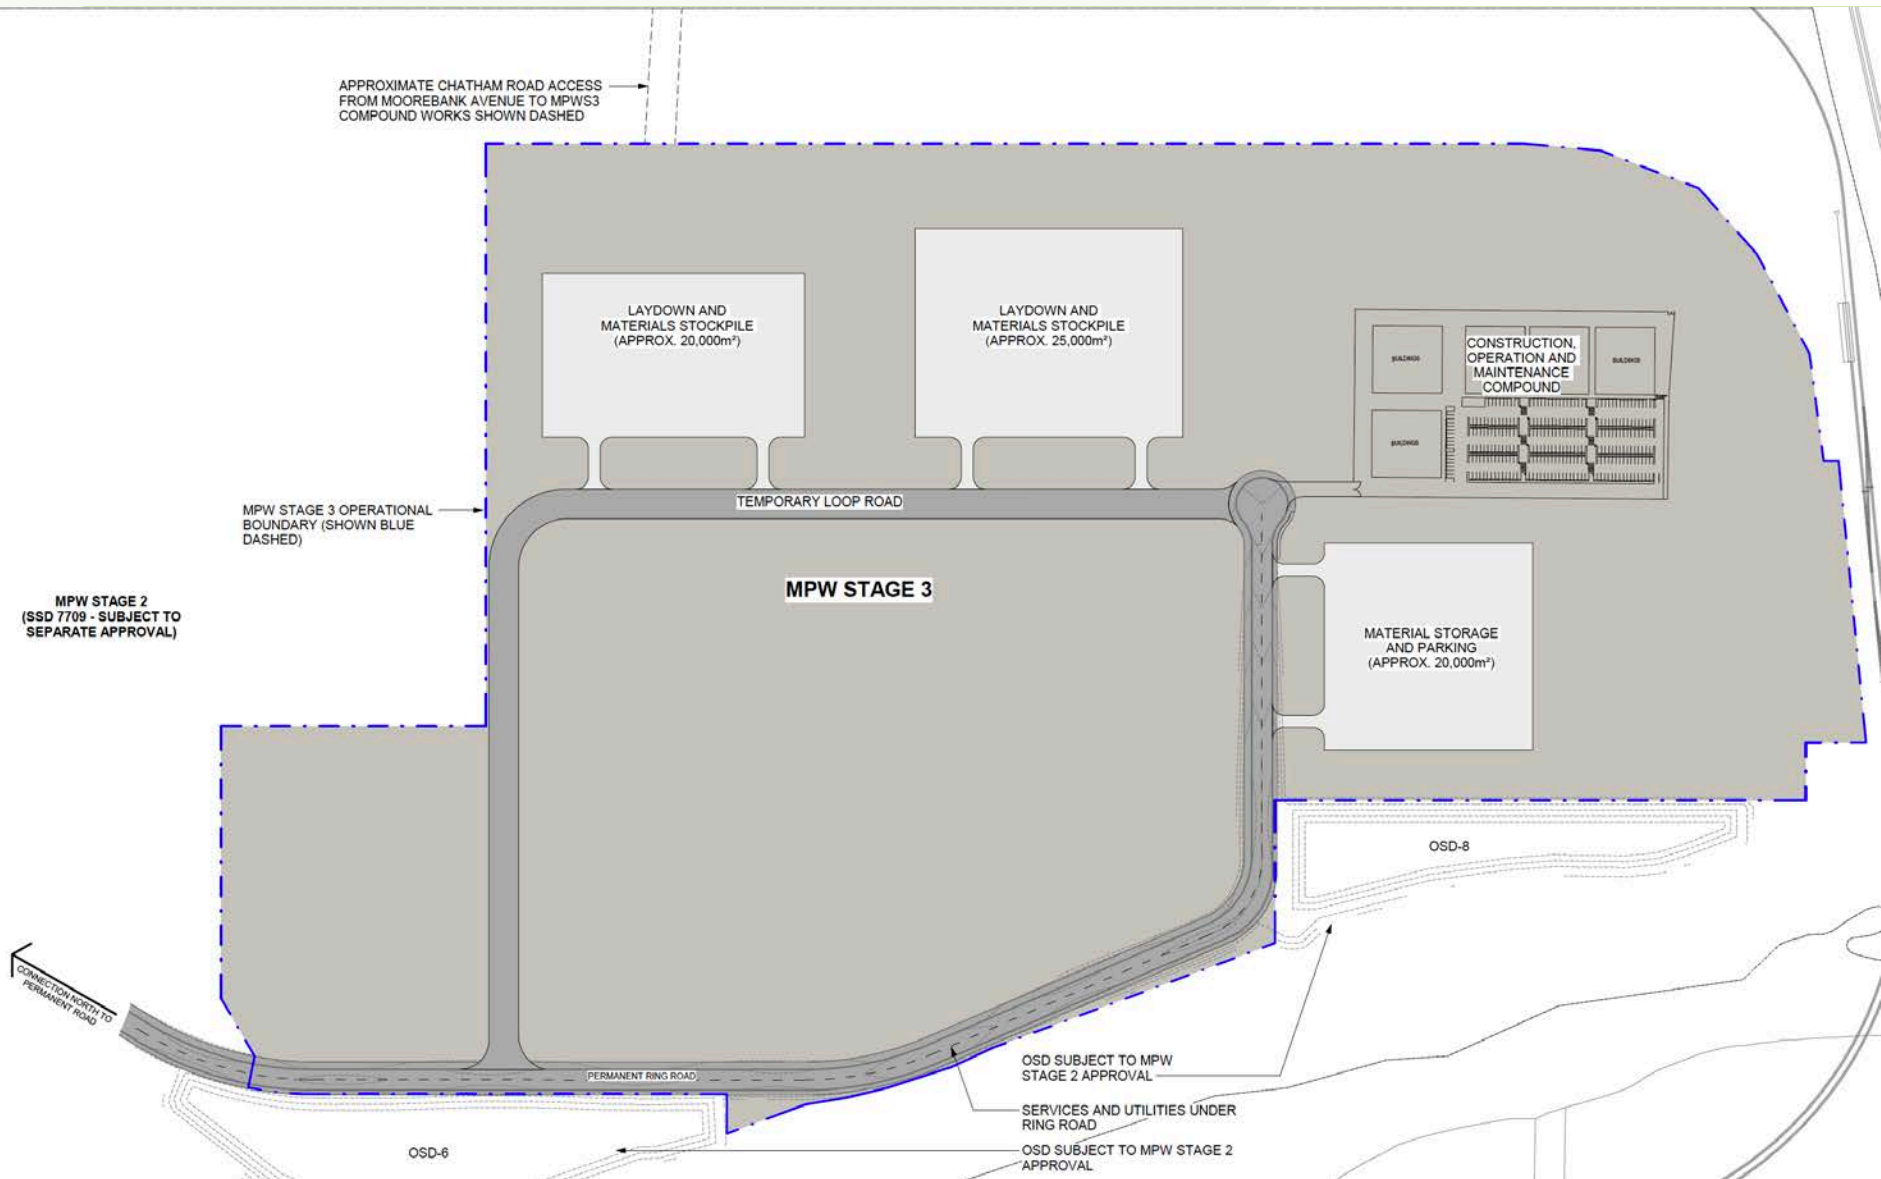 APPROXIMATE CHATHAM ROAD ACCESS
FROM MOOREBANK AVENUE TO MPWS3
COMPOUND WORKS SHOWN DASHED
LAYDOWN AND
MATERIALS STOCKPILE
(APPROX. 20,000m²)
LAYDOWN AND
MATERIALS STOCKPILE
(APPROX. 25,000m²)
BUILDINGS
CONSTRUCTION,
OPERATION AND
MAINTENANCE
COMPOUND
BUILDINGS
BUILDINGS
TEMPORARY LOOP ROAD
MPW STAGE 3 OPERATIONAL
BOUNDARY (SHOWN BLUE
DASHED)
MPW STAGE 3
MPW STAGE 2
(SSD 7709 - SUBJECT TO
SEPARATE APPROVAL)
MATERIAL STORAGE
AND PARKING
(APPROX. 20,000m²)
OSD-8
CONNECTION NORTH TO
PERMANENT ROAD
PERMANENT RING ROAD
OSD SUBJECT TO MPW
STAGE 2 APPROVAL
SERVICES AND UTILITIES UNDER
RING ROAD
OSD-6
OSD SUBJECT TO MPW STAGE 2
APPROVAL